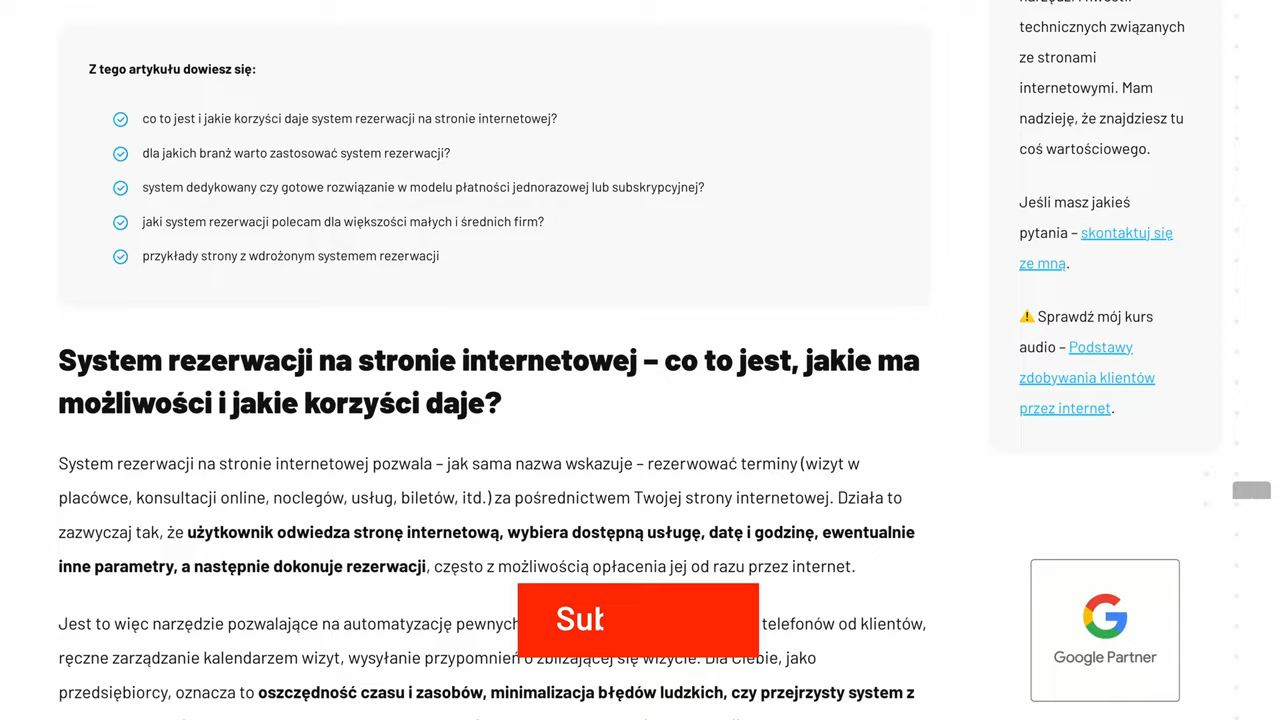 Z tego artykułu dowiesz się:
co to jest i jakie korzyści daje system rezerwacji na stronie internetowej?
dla jakich branż warto zastosować system rezerwacji?
system dedykowany czy gotowe rozwiązanie w modelu płatności jednorazowej lub subskrypcyjnej?
jaki system rezerwacji polecam dla większości małych i średnich firm?
przykłady strony z wdrożonym systemem rezerwacji
System rezerwacji na stronie internetowej – co to jest, jakie ma
możliwości i jakie korzyści daje?
System rezerwacji na stronie internetowej pozwala – jak sama nazwa wskazuje – rezerwować terminy (wizyt w
placówce, konsultacji online, noclegów, usług, biletów, itd.) za pośrednictwem Twojej strony internetowej. Działa to
zazwyczaj tak, że użytkownik odwiedza stronę internetową, wybiera dostępną usługę, datę i godzinę, ewentualnie
inne parametry, a następnie dokonuje rezerwacji, często z możliwością opłacenia jej od razu przez internet.
Jest to więc narzędzie pozwalające na automatyzację pewnych telefonów od klientów,
ręczne zarządzanie kalendarzem wizyt, wysyłanie przypomnień o zbliżającej się wizycie. Dla Ciebie, jako
przedsiębiorcy, oznacza to oszczędność czasu i zasobów, minimalizacja błędów ludzkich, czy przejrzysty system z
Sub
technicznych związanych
ze stronami
internetowymi. Mam
nadzieję, że znajdziesz tu
coś wartościowego.
Jeśli masz jakieś
pytania – skontaktuj się
ze mną.
Sprawdź mój kurs
audio – Podstawy
zdobywania klientów
przez internet.
Google Partner